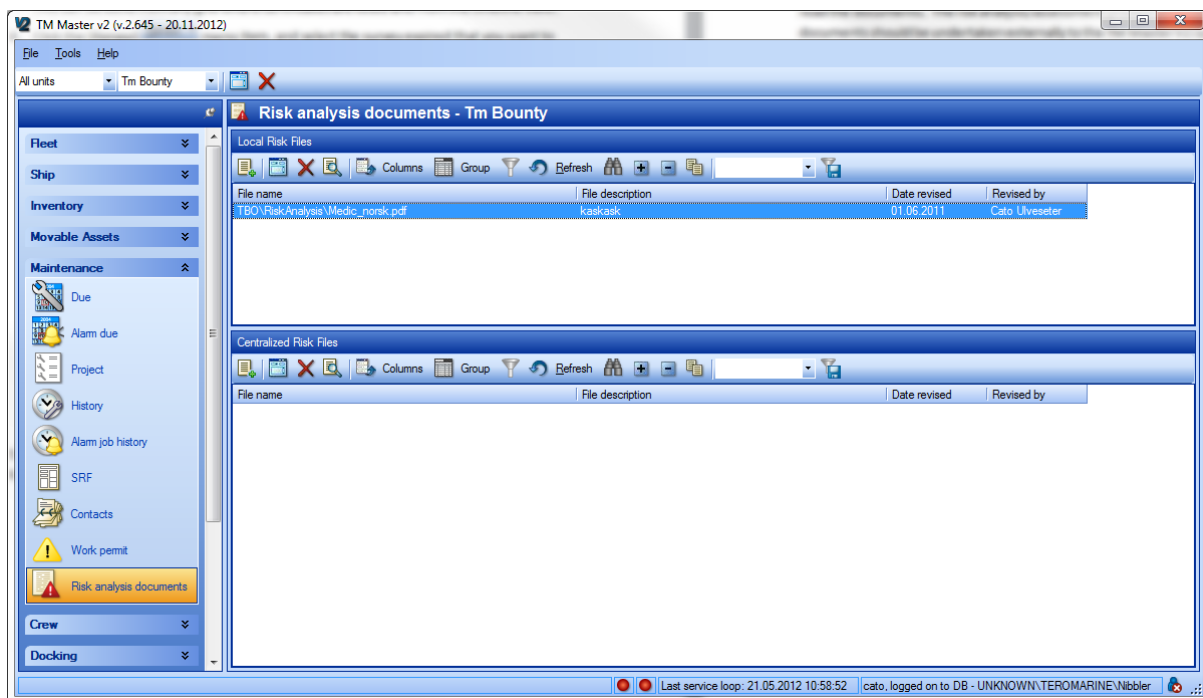 TM Master v2 (v.2.645 - 20.11.2012)
File Tools Help
All units Tm Bounty
Risk analysis documents - Tm Bounty
Fleet
Ship
Inventory
Movable Assets
Maintenance
Due
Alarm due
Project
History
Alarm job history
SRF
Contacts
Work permit
Risk analysis documents
Crew
Docking
Local Risk Files
Columns Group Refresh
File name File description Date revised Revised by
TBO\RiskAnalysis\Medic_norsk.pdf kaskask 01.06.2011 Cato Ulveseter
Centralized Risk Files
Columns Group Refresh
File name File description Date revised Revised by
Last service loop: 21.05.2012 10:58:52 cato, logged on to DB - UNKNOWN\TEROMARINE\Nibbler